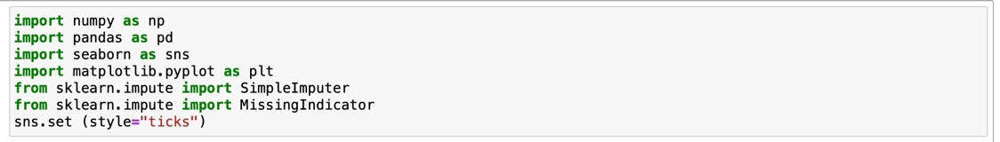 import numpy as np
import pandas as pd
import seaborn as sns
import matplotlib.pyplot as plt
from sklearn.impute import SimpleImputer
from sklearn.impute import MissingIndicator
sns.set (style="ticks")